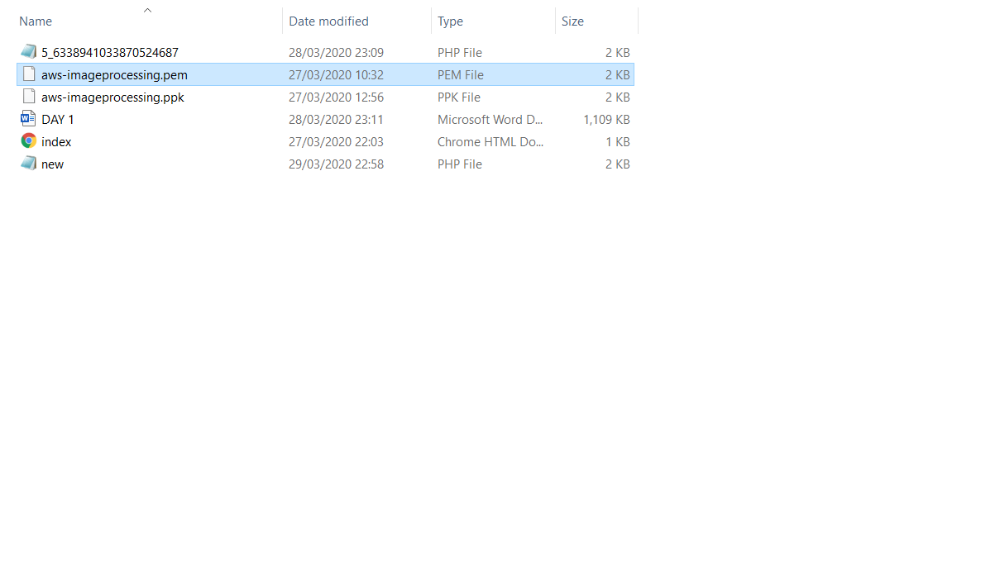 Name Date modified Type Size
5_6338941033870524687 28/03/2020 23:09 PHP File 2 KB
aws-imageprocessing.pem 27/03/2020 10:32 PEM File 2 KB
aws-imageprocessing.ppk 27/03/2020 12:56 PPK File 2 KB
DAY 1 28/03/2020 23:11 Microsoft Word D... 1,109 KB
index 27/03/2020 22:03 Chrome HTML Do... 1 KB
new 29/03/2020 22:58 PHP File 2 KB